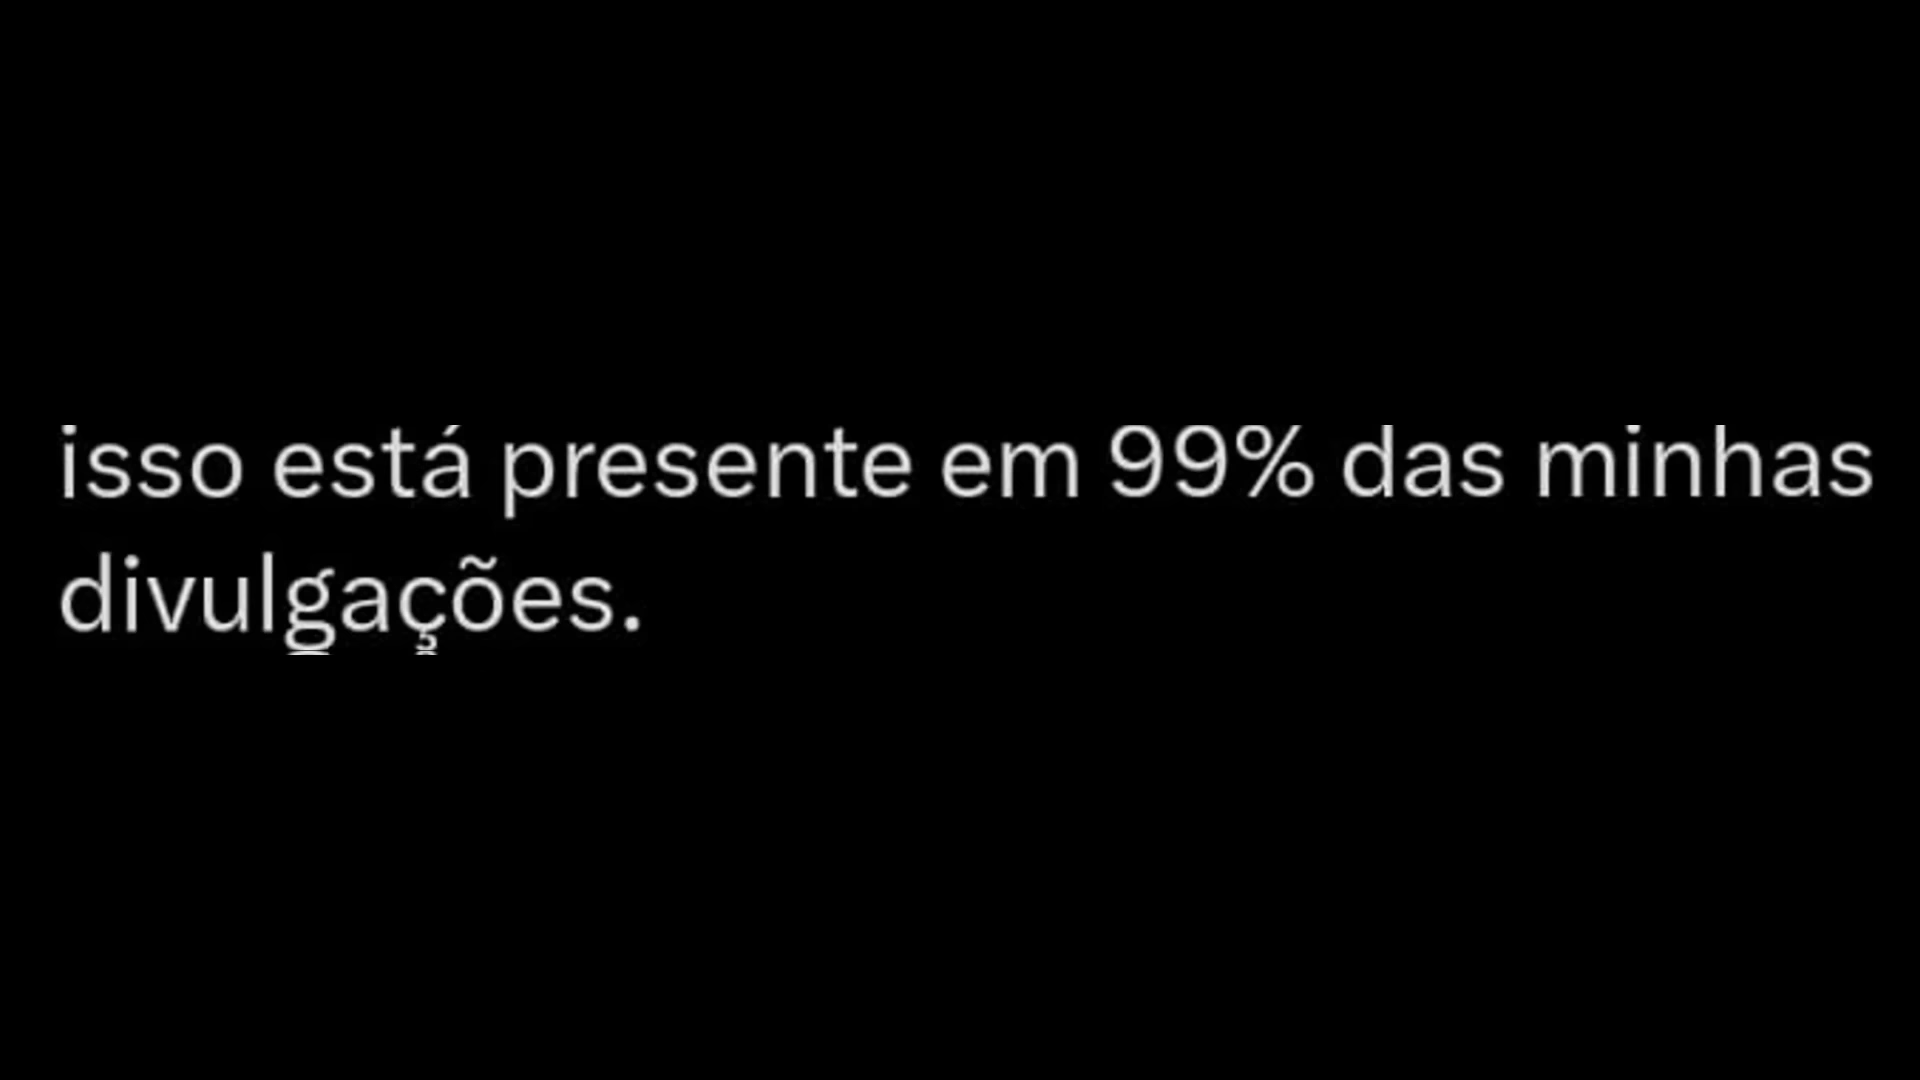 isso está presente em 99% das minhas
divulgações.